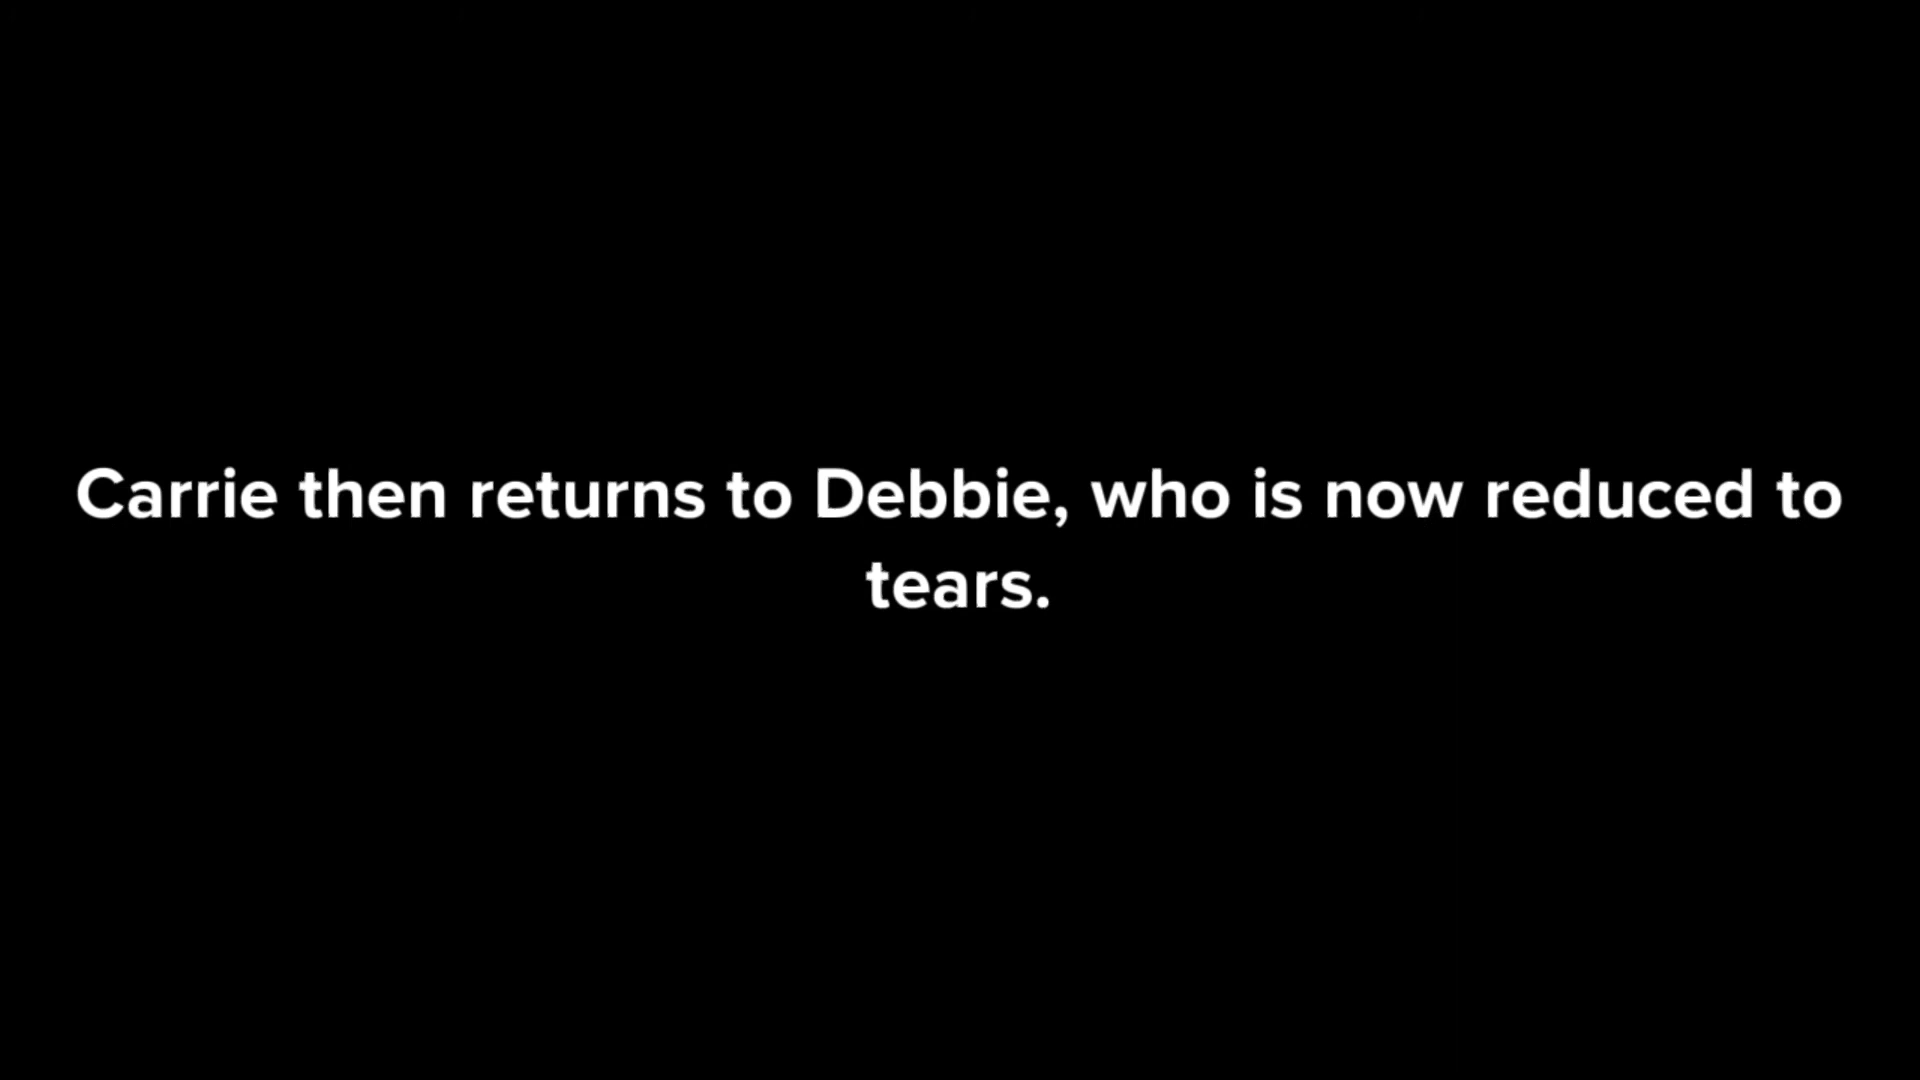 Carrie then returns to Debbie, who is now reduced to
tears.